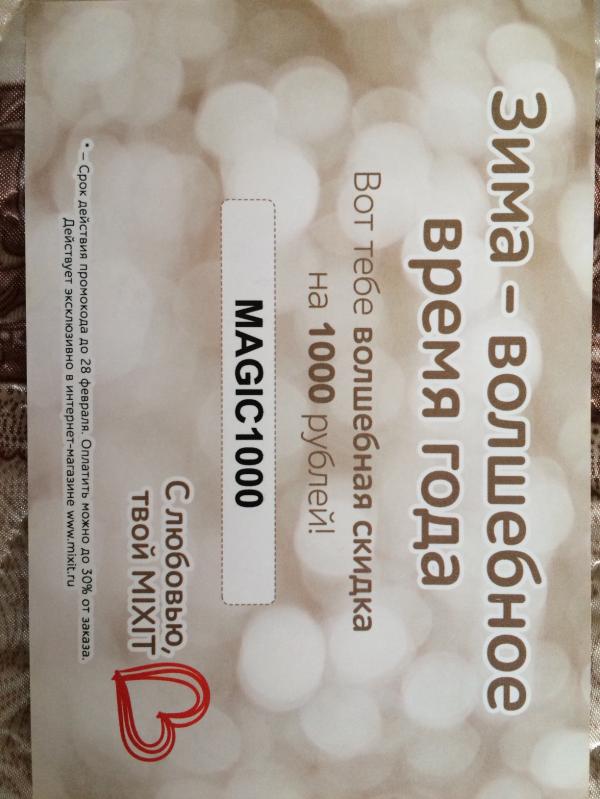 Зима – волшебное
время года
Вот тебе волшебная скидка
на 1000 рублей!
MAGIC1000
С любовью,
твой MIXIT
* – Срок действия промокода до 28 февраля. Оплатить можно до 30% от заказа.
Действует эксклюзивно в интернет-магазине www.mixit.ru